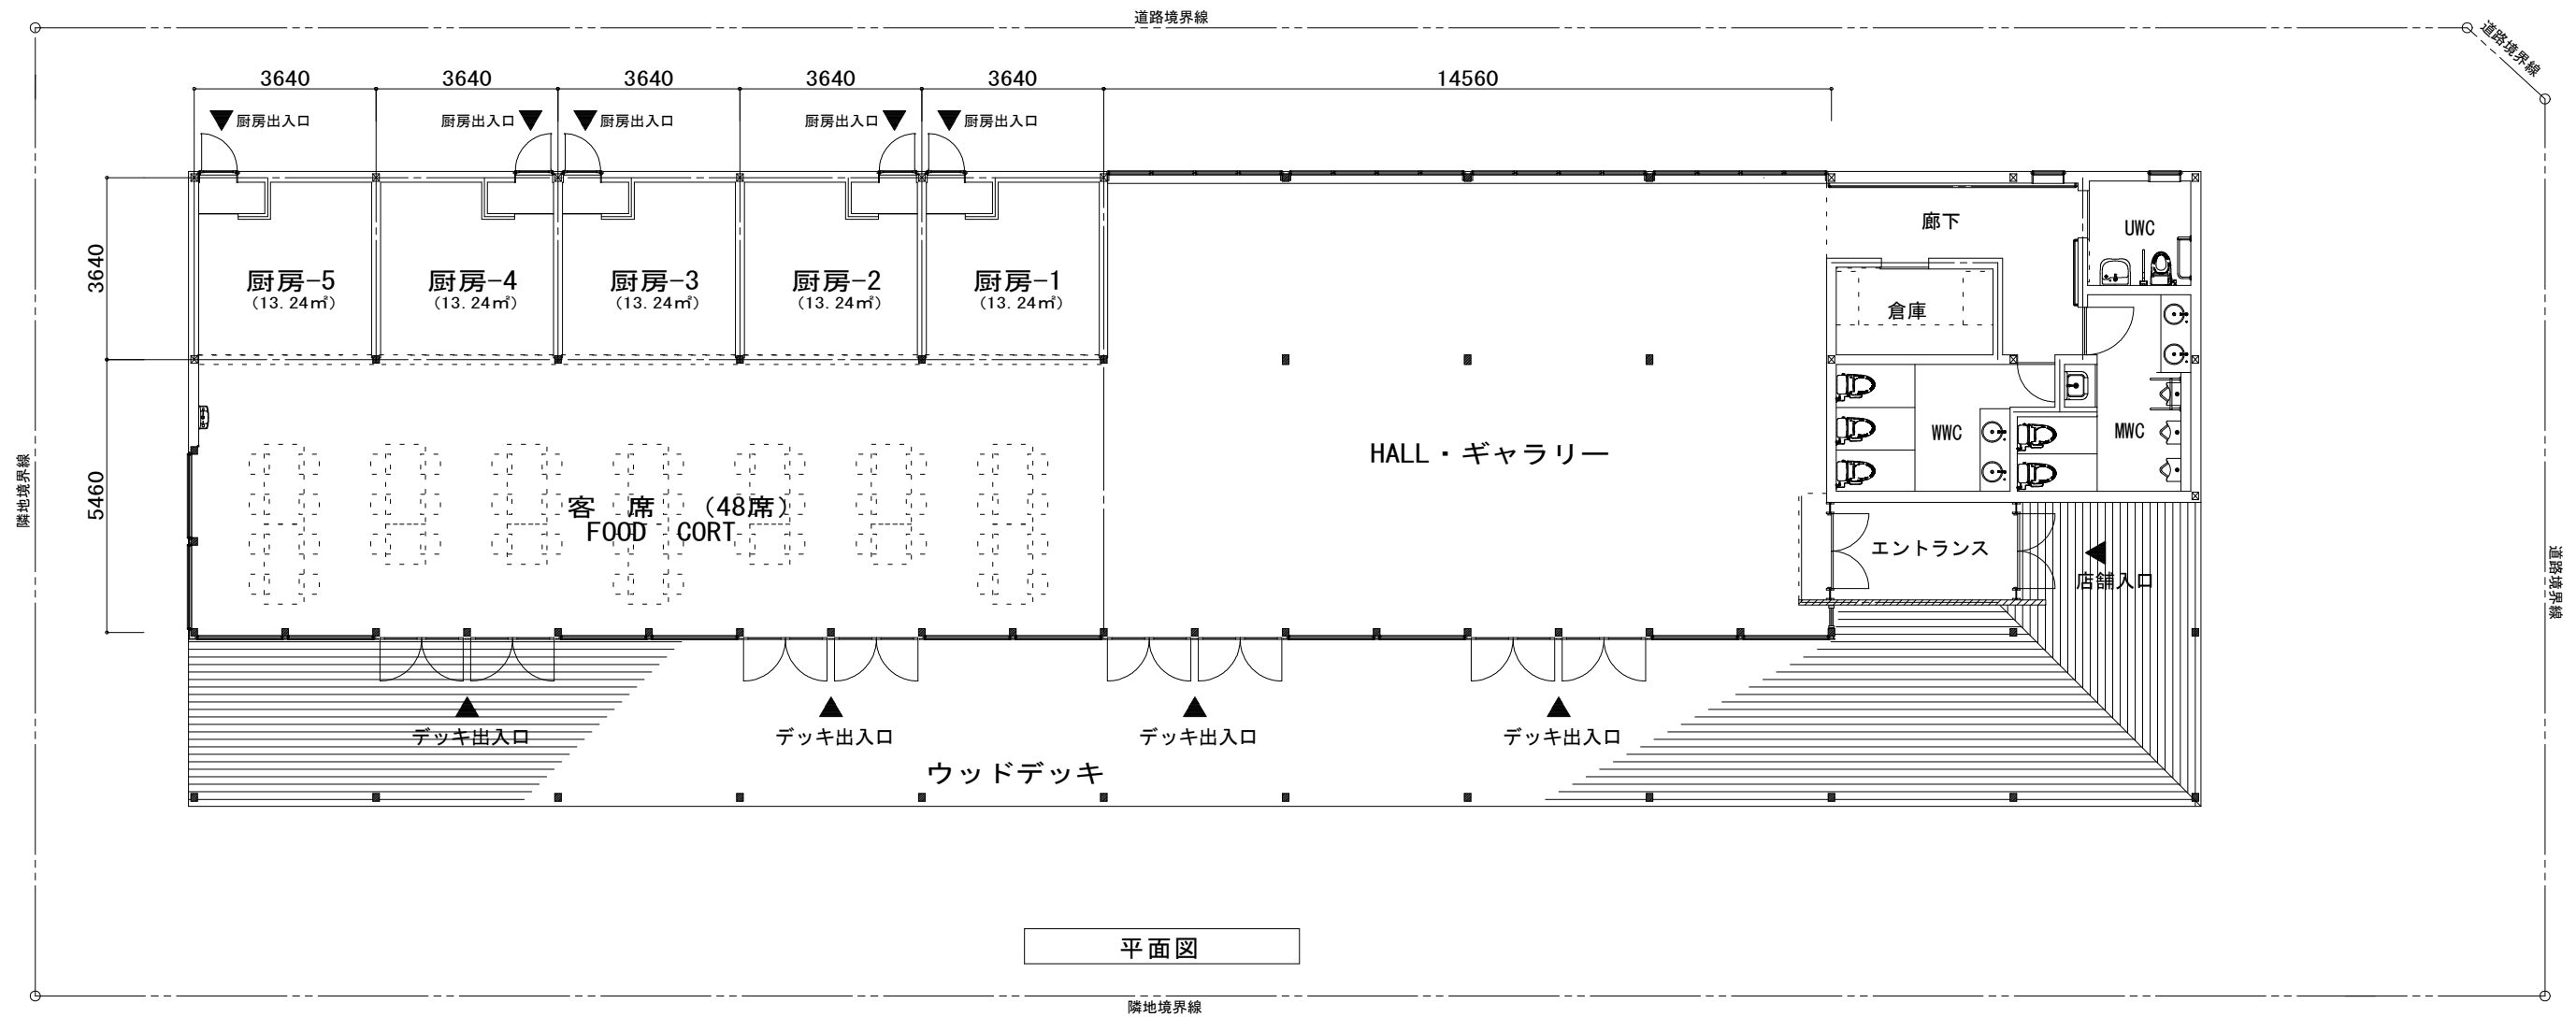 道路境界線
道路境界線
3640 3640 3640 3640 3640 14560
厨房出入口 厨房出入口 厨房出入口 厨房出入口 厨房出入口
3640
5460
廊下
UWC
厨房-5 厨房-4 厨房-3 厨房-2 厨房-1
(13.24㎡) (13.24㎡) (13.24㎡) (13.24㎡) (13.24㎡)
倉庫
WWC
MWC
HALL・ギャラリー
隣地境界線
客 席 (48席)
FOOD CORT
エントランス
店舗入口
道路境界線
デッキ出入口 デッキ出入口 デッキ出入口 デッキ出入口
ウッドデッキ
平面図
隣地境界線